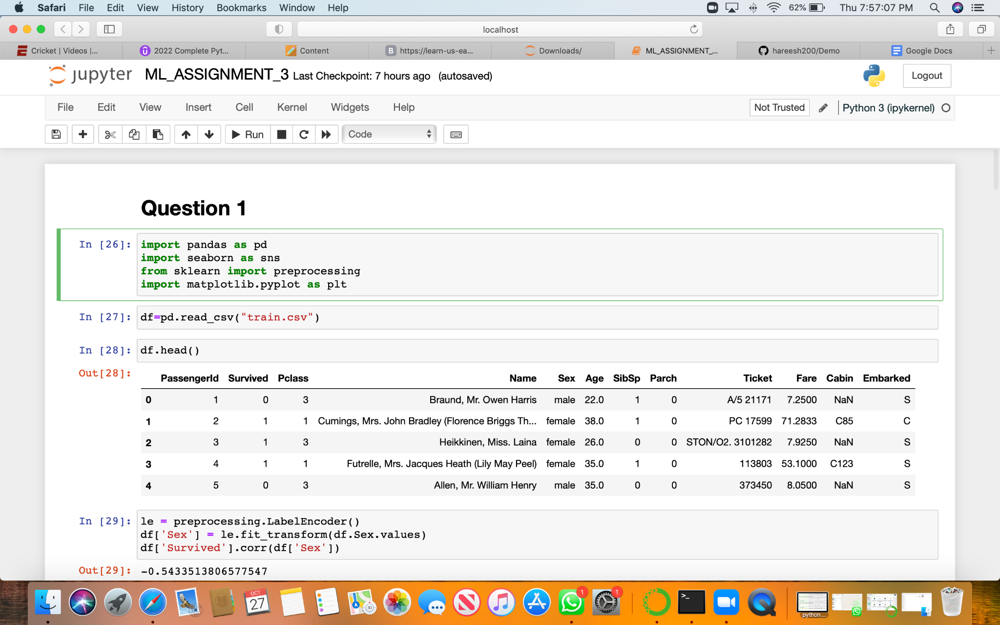 Safari File Edit View History Bookmarks Window Help 62% Thu 7:57:07 PM
localhost
Cricket | Videos |... 2022 Complete Pyt... Content https://learn-us-ea... Downloads/ ML_ASSIGNMENT_... hareesh200/Demo Google Docs
jupyter ML_ASSIGNMENT_3 Last Checkpoint: 7 hours ago (autosaved) Logout
File Edit View Insert Cell Kernel Widgets Help Not Trusted Python 3 (ipykernel)
Run Code
Question 1
In [26]: import pandas as pd
import seaborn as sns
from sklearn import preprocessing
import matplotlib.pyplot as plt
In [27]: df=pd.read_csv("train.csv")
In [28]: df.head()
Out[28]:
PassengerId Survived Pclass Name Sex Age SibSp Parch Ticket Fare Cabin Embarked
0 1 0 3 Braund, Mr. Owen Harris male 22.0 1 0 A/5 21171 7.2500 NaN S
1 2 1 1 Cumings, Mrs. John Bradley (Florence Briggs Th... female 38.0 1 0 PC 17599 71.2833 C85 C
2 3 1 3 Heikkinen, Miss. Laina female 26.0 0 0 STON/O2. 3101282 7.9250 NaN S
3 4 1 1 Futrelle, Mrs. Jacques Heath (Lily May Peel) female 35.0 1 0 113803 53.1000 C123 S
4 5 0 3 Allen, Mr. William Henry male 35.0 0 0 373450 8.0500 NaN S
In [29]: le = preprocessing.LabelEncoder()
df['Sex'] = le.fit_transform(df.Sex.values)
df['Survived'].corr(df['Sex'])
Out[29]: -0.5433513806577547
OCT
27
3D
1
1
>_
python ...